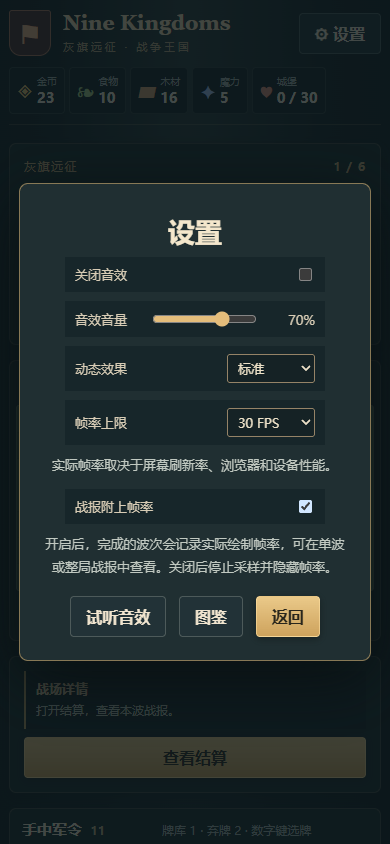 Nine Kingdoms
灰旗远征 · 战争王国
⚙ 设置
金币
23
食物
10
木材
16
魔力
5
城堡
0 / 30
灰旗远征
1 / 6
设置
关闭音效
音效音量
70%
动态效果
标准
帧率上限
30 FPS
实际帧率取决于屏幕刷新率、浏览器和设备性能。
战报附上帧率
开启后，完成的波次会记录实际绘制帧率，可在单波
或整局战报中查看。关闭后停止采样并隐藏帧率。
试听音效
图鉴
返回
战场详情
打开结算，查看本波战报。
查看结算
手中军令 11
牌库 1 · 弃牌 2 · 数字键选牌